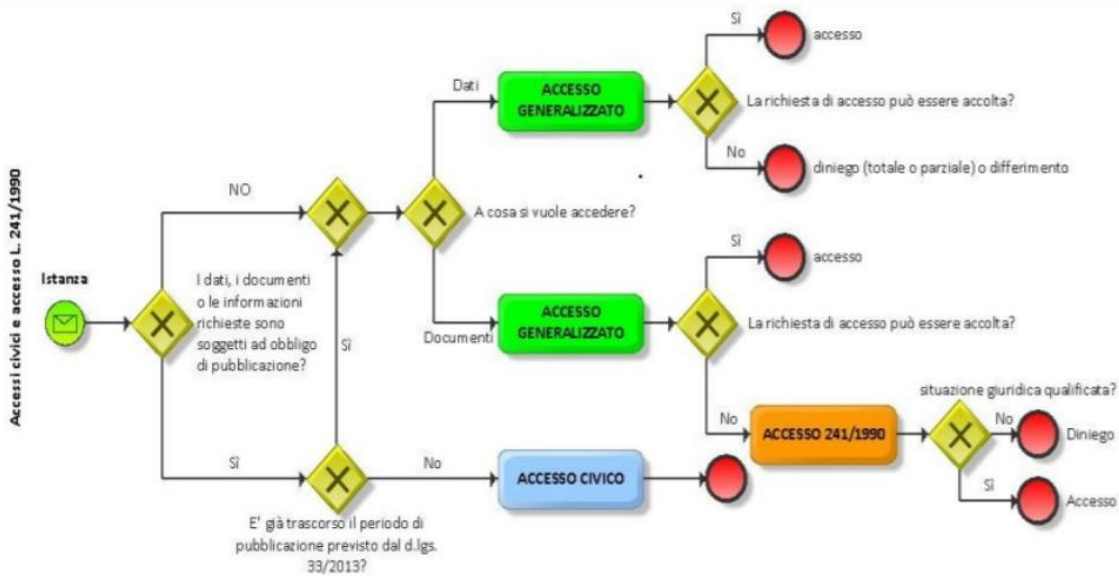 Accessi civici e accesso L. 241/1990
Istanza
I dati, i documenti
o le informazioni
richieste sono
soggetti ad obbligo
di pubblicazione?
NO
Sì
Sì
E' già trascorso il periodo di
pubblicazione previsto dal d.lgs.
33/2013?
No
ACCESSO CIVICO
A cosa si vuole accedere?
Dati
ACCESSO
GENERALIZZATO
La richiesta di accesso può essere accolta?
Sì
accesso
No
diniego (totale o parziale) o differimento
Documenti
ACCESSO
GENERALIZZATO
La richiesta di accesso può essere accolta?
Sì
accesso
No
ACCESSO 241/1990
situazione giuridica qualificata?
No
Diniego
Sì
Accesso